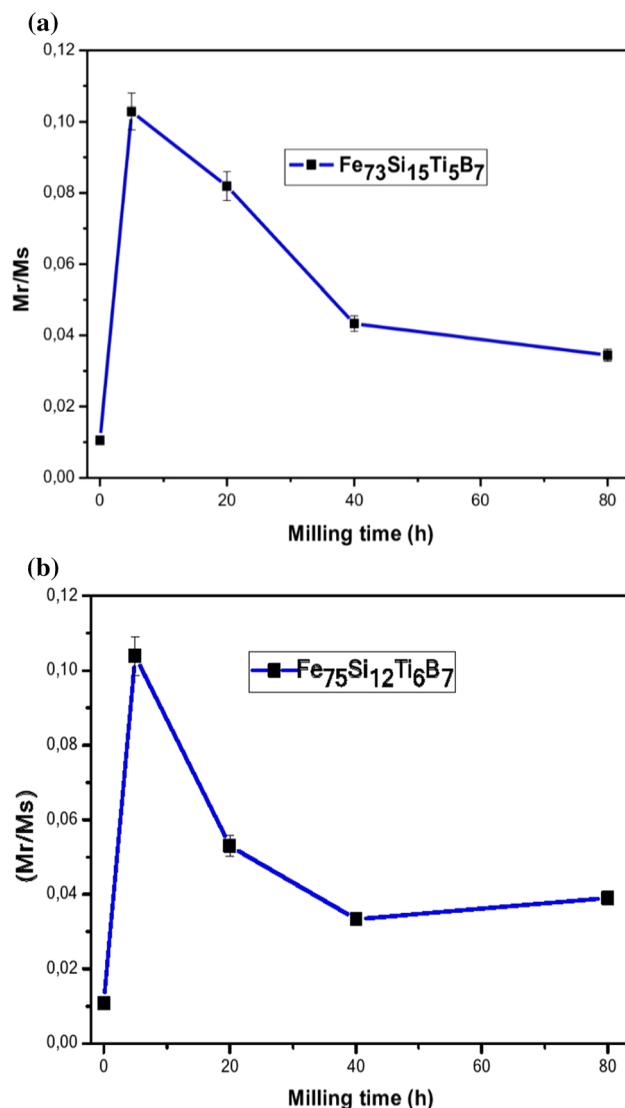 (a)
0,12
0,10
0,08
0,06
0,04
0,02
0,00
Mr/Ms
Fe73Si15Ti5B7
0 20 40 60 80
Milling time (h)
(b)
0,12
0,10
0,08
0,06
0,04
0,02
0,00
(Mr/Ms)
Fe75Si12Ti6B7
0 20 40 60 80
Milling time (h)